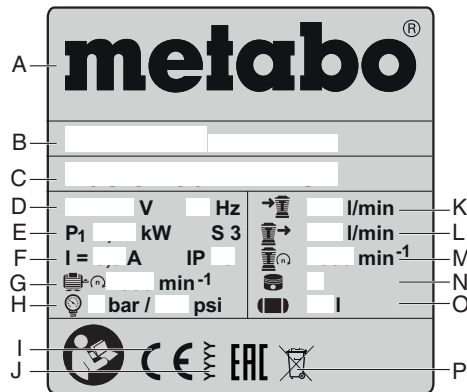 metabo®
A
B
C
D V Hz
E P1 kW S 3
F I = A IP
G n min-1
H bar / psi
I
J
l/min K
l/min L
n min-1 M
N
l O
CE EAC P